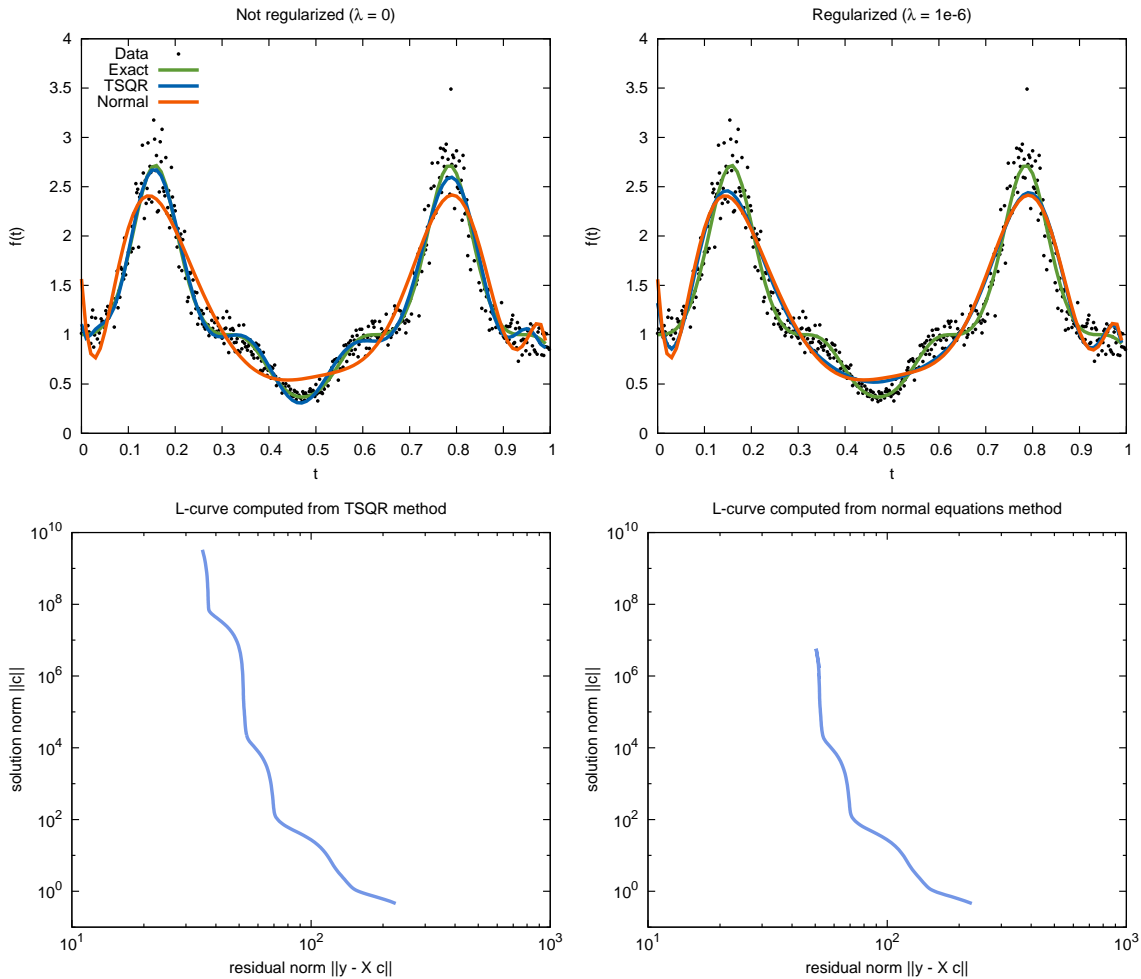 Not regularized (λ = 0)
f(t)
4
3.5
3
2.5
2
1.5
1
0.5
0
Data
Exact
TSQR
Normal
0 0.1 0.2 0.3 0.4 0.5 0.6 0.7 0.8 0.9 1
t
Regularized (λ = 1e-6)
f(t)
4
3.5
3
2.5
2
1.5
1
0.5
0
0 0.1 0.2 0.3 0.4 0.5 0.6 0.7 0.8 0.9 1
t
L-curve computed from TSQR method
solution norm ||c||
10^10
10^8
10^6
10^4
10^2
10^0
10^1 10^2 10^3
residual norm ||y - X c||
L-curve computed from normal equations method
solution norm ||c||
10^10
10^8
10^6
10^4
10^2
10^0
10^1 10^2 10^3
residual norm ||y - X c||